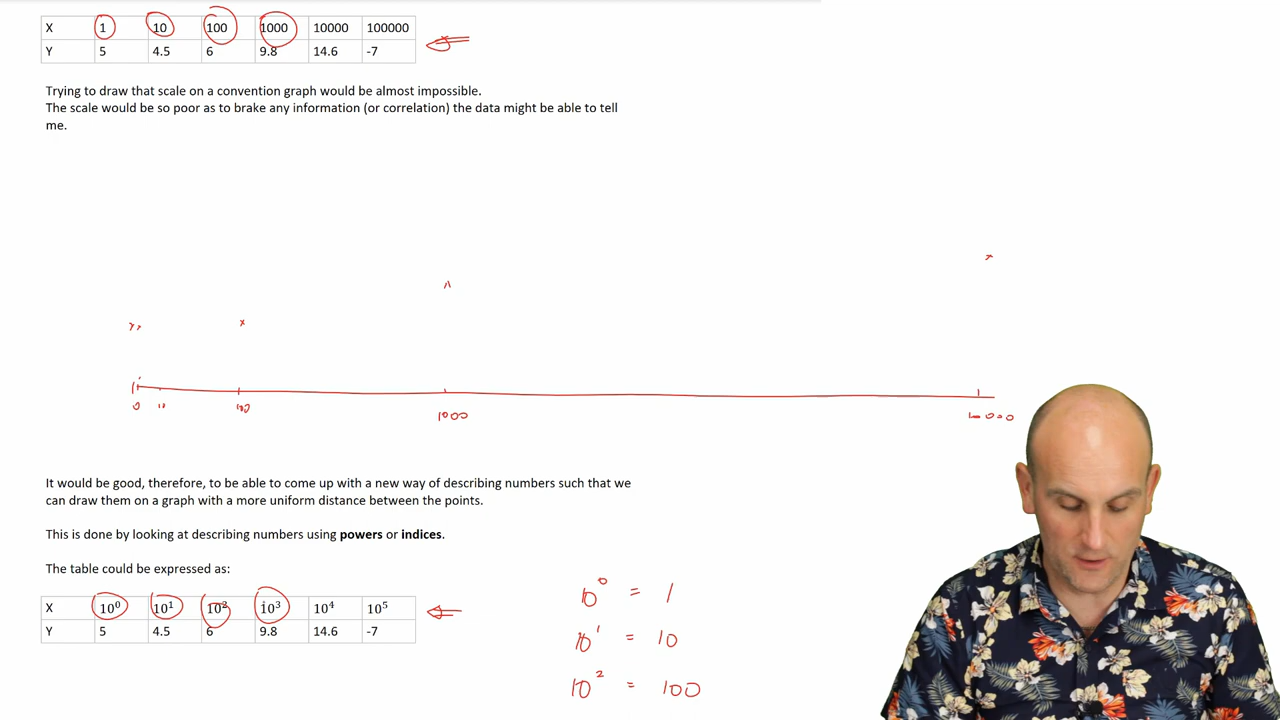 X 1 10 100 1000 10000 100000
Y 5 4.5 6 9.8 14.6 -7
Trying to draw that scale on a convention graph would be almost impossible.
The scale would be so poor as to brake any information (or correlation) the data might be able to tell
me.
0 10 100 1000 10000
It would be good, therefore, to be able to come up with a new way of describing numbers such that we
can draw them on a graph with a more uniform distance between the points.
This is done by looking at describing numbers using powers or indices.
The table could be expressed as:
X 10⁰ 10¹ 10² 10³ 10⁴ 10⁵
Y 5 4.5 6 9.8 14.6 -7
10⁰ = 1
10¹ = 10
10² = 100